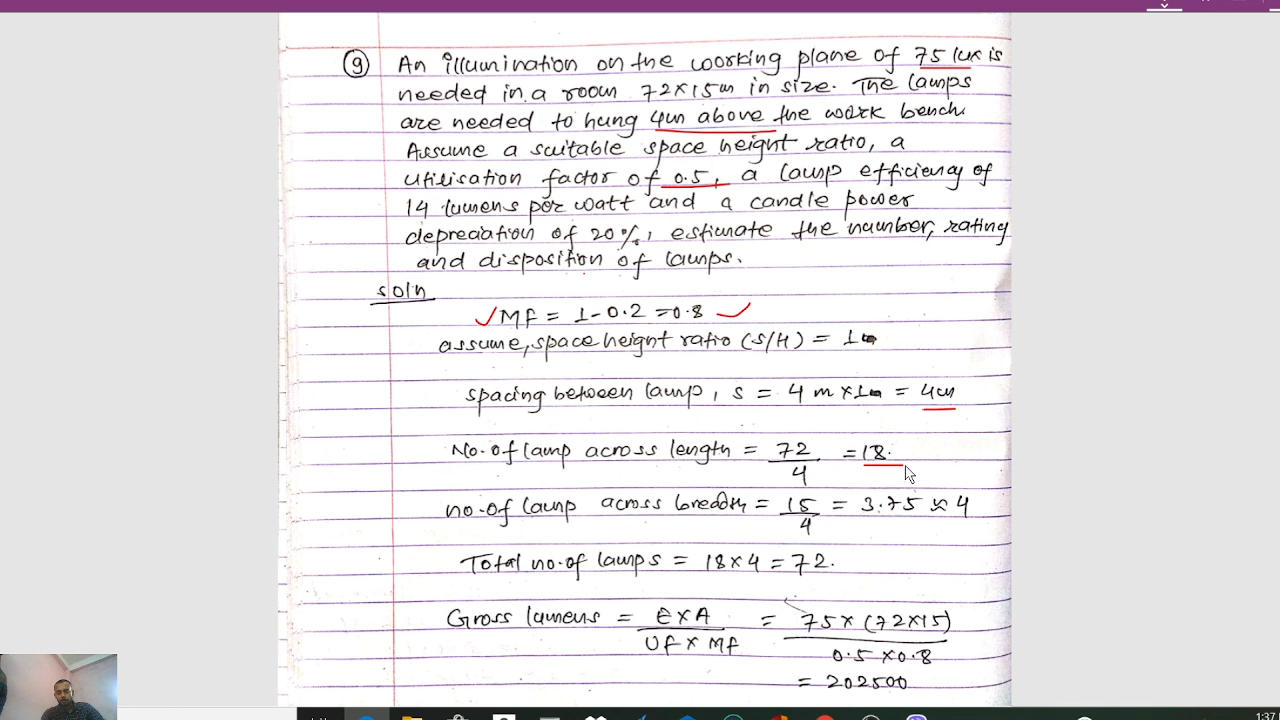 9 An illumination on the working plane of 75 lux is
needed in a room 72×15m in size. The lamps
are needed to hung 4m above the work bench.
Assume a suitable space height ratio, a
utilisation factor of 0.5, a lamp efficiency of
14 lumens per watt and a candle power
depreciation of 20%, estimate the number, rating
and disposition of lamps.
soln
✓ Mf = 1-0.2 = 0.8 ✓
assume, space height ratio (S/H) = 1
spacing between lamp, s = 4 m × 1 = 4m
No. of lamp across length = 72/4 = 18.
no. of lamp across breadth = 15/4 = 3.75 ≈ 4
Total no. of lamps = 18×4 = 72.
Gross lumens = E×A / Uf × Mf = 75×(72×15) / 0.5×0.8
= 202500
1:37